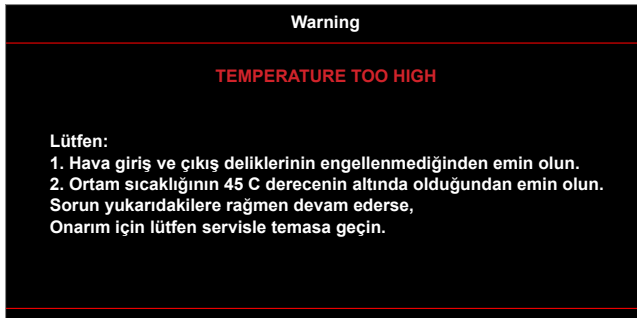 Warning
TEMPERATURE TOO HIGH
Lütfen:
1. Hava giriş ve çıkış deliklerinin engellenmediğinden emin olun.
2. Ortam sıcaklığının 45 C derecenin altında olduğundan emin olun.
Sorun yukarıdakilere rağmen devam ederse,
Onarım için lütfen servisle temasa geçin.